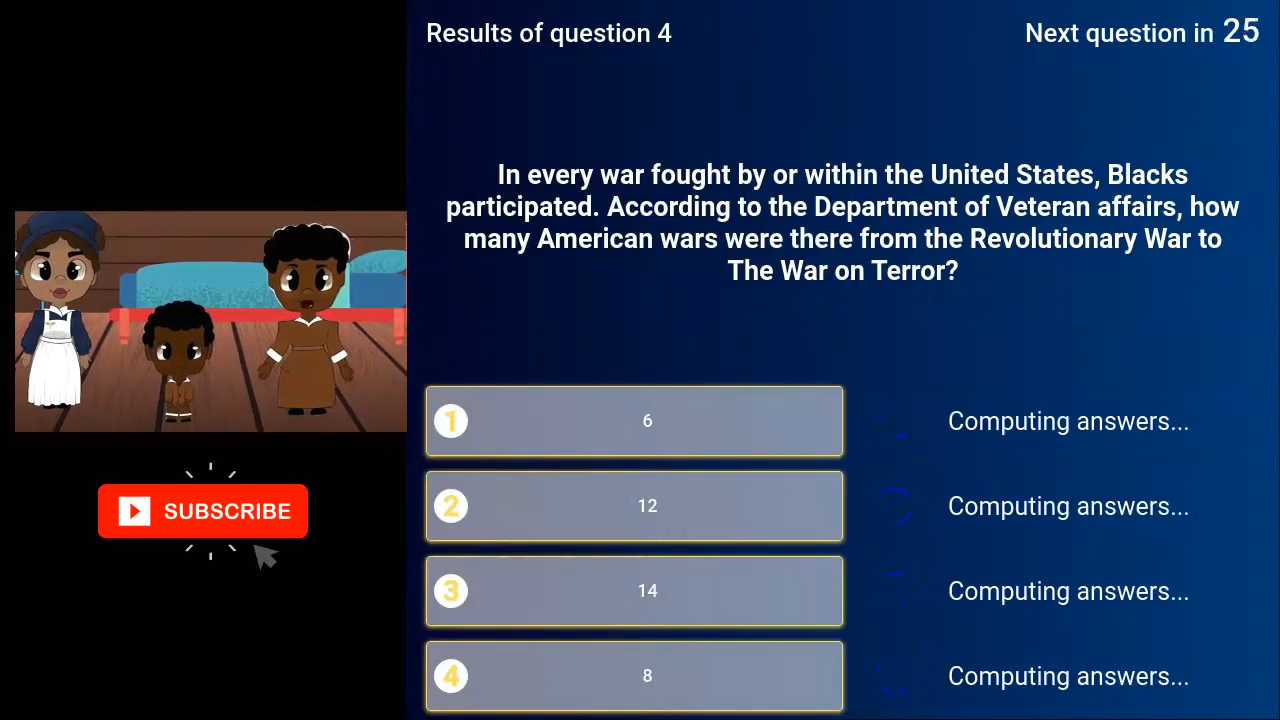 Results of question 4
Next question in 25
In every war fought by or within the United States, Blacks
participated. According to the Department of Veteran affairs, how
many American wars were there from the Revolutionary War to
The War on Terror?
1 6 Computing answers...
2 12 Computing answers...
3 14 Computing answers...
4 8 Computing answers...
SUBSCRIBE